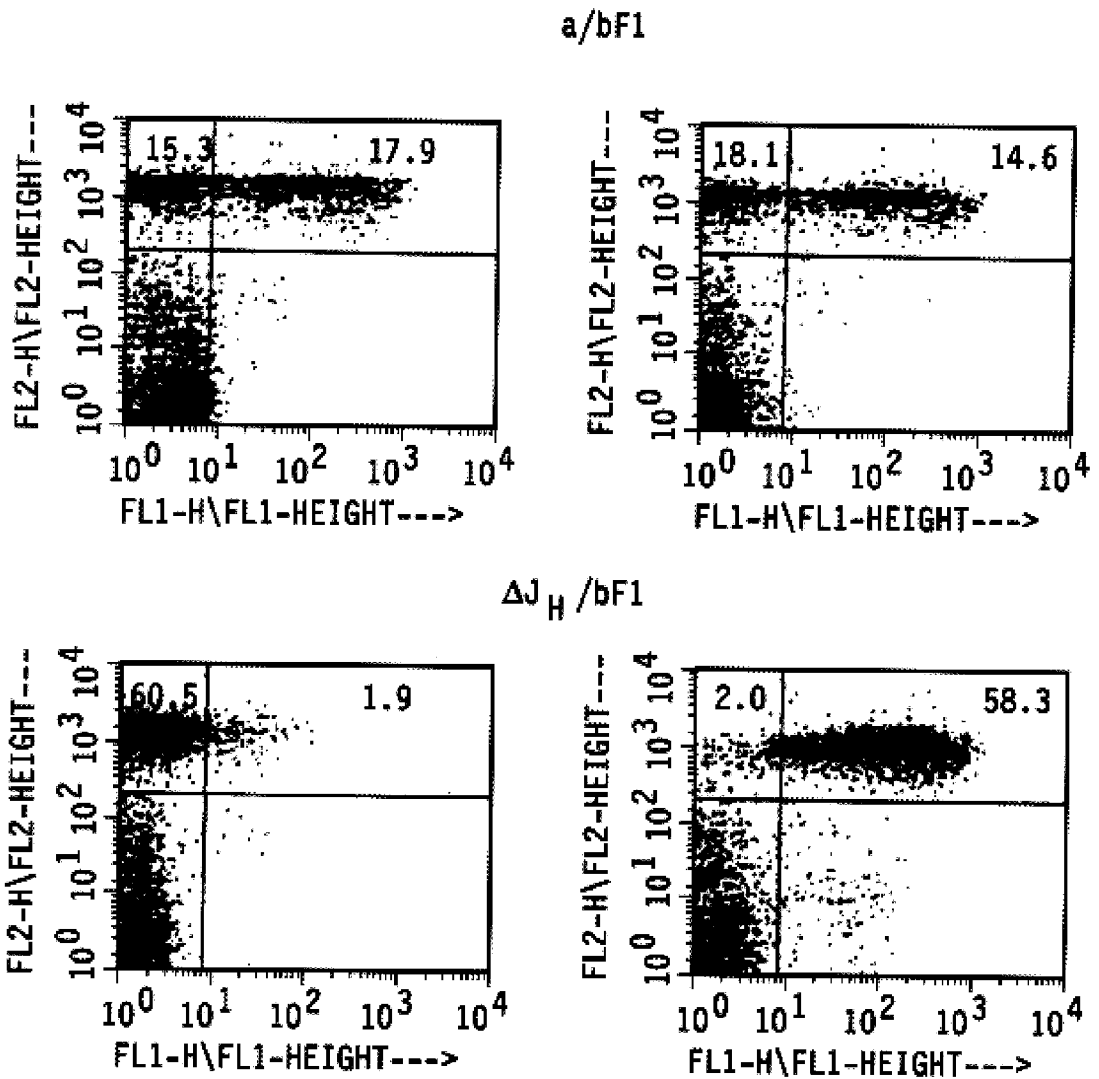 a/bF1
FL2-H\FL2-HEIGHT---
10^4
10^3
10^2
10^1
10^0
15.3
17.9
10^0 10^1 10^2 10^3 10^4
FL1-H\FL1-HEIGHT--->
FL2-H\FL2-HEIGHT---
10^4
10^3
10^2
10^1
10^0
18.1
14.6
10^0 10^1 10^2 10^3 10^4
FL1-H\FL1-HEIGHT--->
ΔJ_H /bF1
FL2-H\FL2-HEIGHT---
10^4
10^3
10^2
10^1
10^0
60.5
1.9
10^0 10^1 10^2 10^3 10^4
FL1-H\FL1-HEIGHT--->
FL2-H\FL2-HEIGHT---
10^4
10^3
10^2
10^1
10^0
2.0
58.3
10^0 10^1 10^2 10^3 10^4
FL1-H\FL1-HEIGHT--->